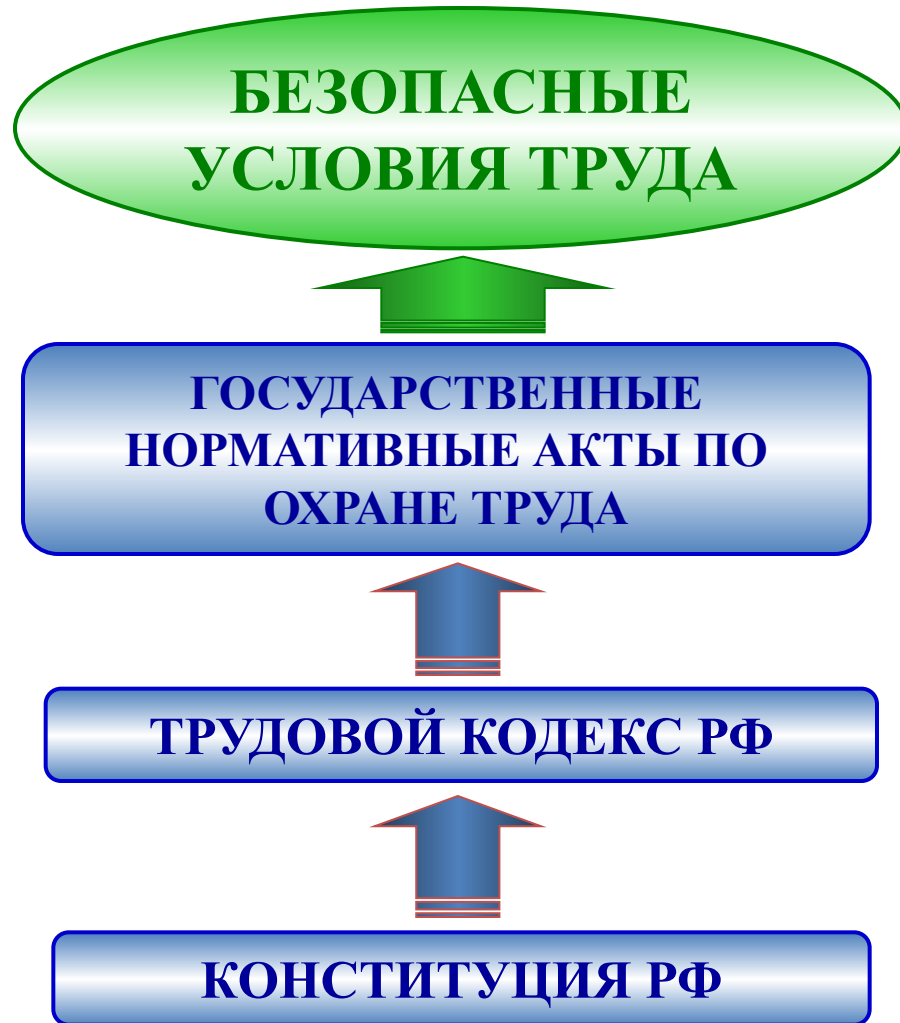 БЕЗОПАСНЫЕ
УСЛОВИЯ ТРУДА
ГОСУДАРСТВЕННЫЕ
НОРМАТИВНЫЕ АКТЫ ПО
ОХРАНЕ ТРУДА
ТРУДОВОЙ КОДЕКС РФ
КОНСТИТУЦИЯ РФ